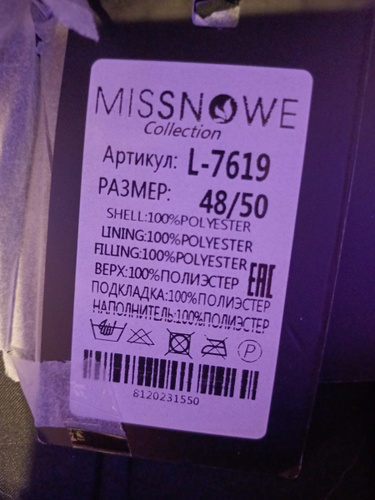 MISSNOWE
Collection
Артикул: L-7619
РАЗМЕР: 48/50
SHELL:100%POLYESTER
LINING:100%POLYESTER
FILLING:100%POLYESTER
ВЕРХ:100%ПОЛИЭСТЕР
ПОДКЛАДКА:100%ПОЛИЭСТЕР
НАПОЛНИТЕЛЬ:100%ПОЛИЭСТЕР
EAC
P
8120231550